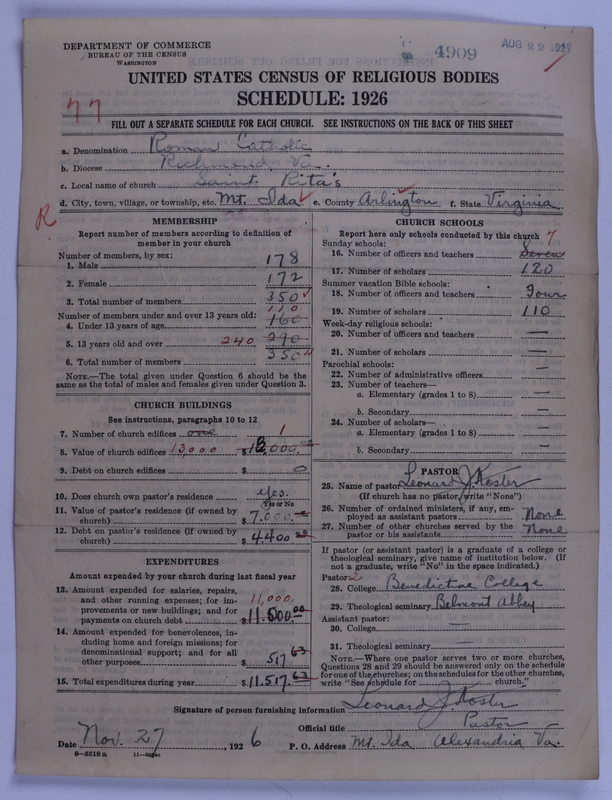 DEPARTMENT OF COMMERCE
BUREAU OF THE CENSUS
WASHINGTON
4909
AUG 22 1927
UNITED STATES CENSUS OF RELIGIOUS BODIES
SCHEDULE: 1926
77
FILL OUT A SEPARATE SCHEDULE FOR EACH CHURCH. SEE INSTRUCTIONS ON THE BACK OF THIS SHEET
a. Denomination Roman Catholic
b. Diocese Richmond, Va.
c. Local name of church Saint Rita's
d. City, town, village, or township, etc. Mt. Ida e. County Arlington f. State Virginia
R
MEMBERSHIP
Report number of members according to definition of
member in your church
Number of members, by sex:
1. Male 178
2. Female 172
3. Total number of members 350
Number of members under and over 13 years old: 110
4. Under 13 years of age 160
5. 13 years old and over 240 290
6. Total number of members 350
NOTE.—The total given under Question 6 should be the
same as the total of males and females given under Question 3.
CHURCH BUILDINGS
See instructions, paragraphs 10 to 12
7. Number of church edifices one 1
8. Value of church edifices 13,000 $
9. Debt on church edifices $ 0
10. Does church own pastor's residence yes.
Yes or No
11. Value of pastor's residence (if owned by
church) $7.000.
12. Debt on pastor's residence (if owned by
church) $4.400 00
EXPENDITURES
Amount expended by your church during last fiscal year
13. Amount expended for salaries, repairs,
and other running expenses; for im-
provements or new buildings; and for
payments on church debt 11,000. $11.500 00
14. Amount expended for benevolences, in-
cluding home and foreign missions; for
denominational support; and for all
other purposes $517 63
15. Total expenditures during year $11.517. 63
CHURCH SCHOOLS
Report here only schools conducted by this church
Sunday schools: 7
16. Number of officers and teachers Seven
17. Number of scholars 120
Summer vacation Bible schools:
18. Number of officers and teachers Four
19. Number of scholars 110
Week-day religious schools:
20. Number of officers and teachers —
21. Number of scholars —
Parochial schools:
22. Number of administrative officers —
23. Number of teachers—
a. Elementary (grades 1 to 8) —
b. Secondary —
24. Number of scholars—
a. Elementary (grades 1 to 8) —
b. Secondary —
PASTOR
25. Name of pastor Leonard J. Koster
(If church has no pastor, write "None")
26. Number of ordained ministers, if any, em-
ployed as assistant pastors None
27. Number of other churches served by the
pastor or his assistants None
If pastor (or assistant pastor) is a graduate of a college or
theological seminary, give name of institution below. (If
not a graduate, write "No" in the space indicated.)
Pastor: 2
28. College Benedictine College
29. Theological seminary Belmont Abbey
Assistant pastor:
30. College —
31. Theological seminary —
NOTE.—Where one pastor serves two or more churches,
Questions 28 and 29 should be answered only on the schedule
for one of the churches; on the schedules for the other churches,
write "See schedule for church."
Signature of person furnishing information Leonard J. Koster
Official title Pastor
Date Nov. 27, 1926 P. O. Address Mt. Ida Alexandria Va.